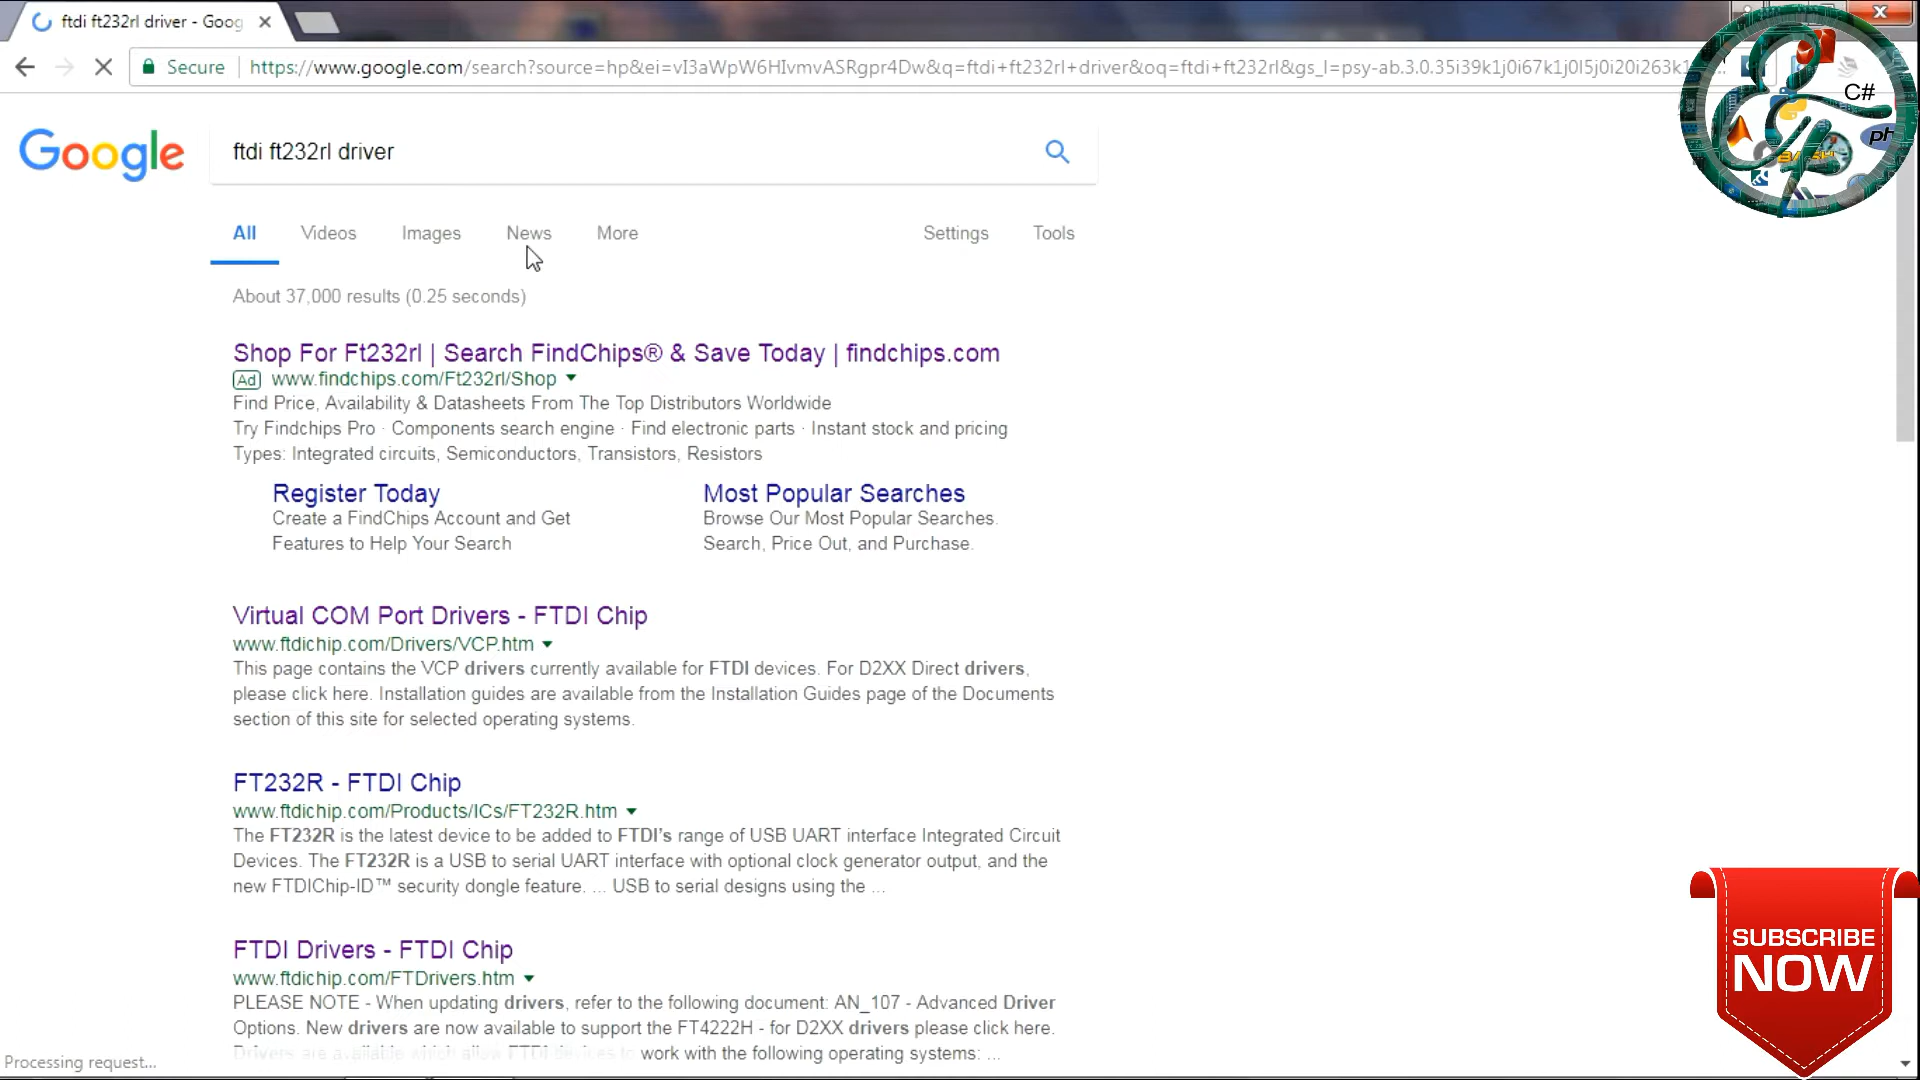 ftdi ft232rl driver - Goog
Secure
https://www.google.com/search?source=hp&ei=vI3aWpW6HIvmvASRgpr4Dw&q=ftdi+ft232rl+driver&oq=ftdi+ft232rl&gs_l=psy-ab.3.0.35i39k1j0i67k1j0l5j0i20i263k1
C#
Google
ftdi ft232rl driver
All
Videos
Images
News
More
Settings
Tools
About 37,000 results (0.25 seconds)
Shop For Ft232rl | Search FindChips® & Save Today | findchips.com
Ad www.findchips.com/Ft232rl/Shop
Find Price, Availability & Datasheets From The Top Distributors Worldwide
Try Findchips Pro · Components search engine · Find electronic parts · Instant stock and pricing
Types: Integrated circuits, Semiconductors, Transistors, Resistors
Register Today
Create a FindChips Account and Get
Features to Help Your Search
Most Popular Searches
Browse Our Most Popular Searches.
Search, Price Out, and Purchase.
Virtual COM Port Drivers - FTDI Chip
www.ftdichip.com/Drivers/VCP.htm
This page contains the VCP drivers currently available for FTDI devices. For D2XX Direct drivers,
please click here. Installation guides are available from the Installation Guides page of the Documents
section of this site for selected operating systems.
FT232R - FTDI Chip
www.ftdichip.com/Products/ICs/FT232R.htm
The FT232R is the latest device to be added to FTDI's range of USB UART interface Integrated Circuit
Devices. The FT232R is a USB to serial UART interface with optional clock generator output, and the
new FTDIChip-ID™ security dongle feature. ... USB to serial designs using the ...
FTDI Drivers - FTDI Chip
www.ftdichip.com/FTDrivers.htm
PLEASE NOTE - When updating drivers, refer to the following document: AN_107 - Advanced Driver
Options. New drivers are now available to support the FT4222H - for D2XX drivers please click here.
Drivers are available which allow FTDI devices to work with the following operating systems: ...
Processing request...
SUBSCRIBE
NOW